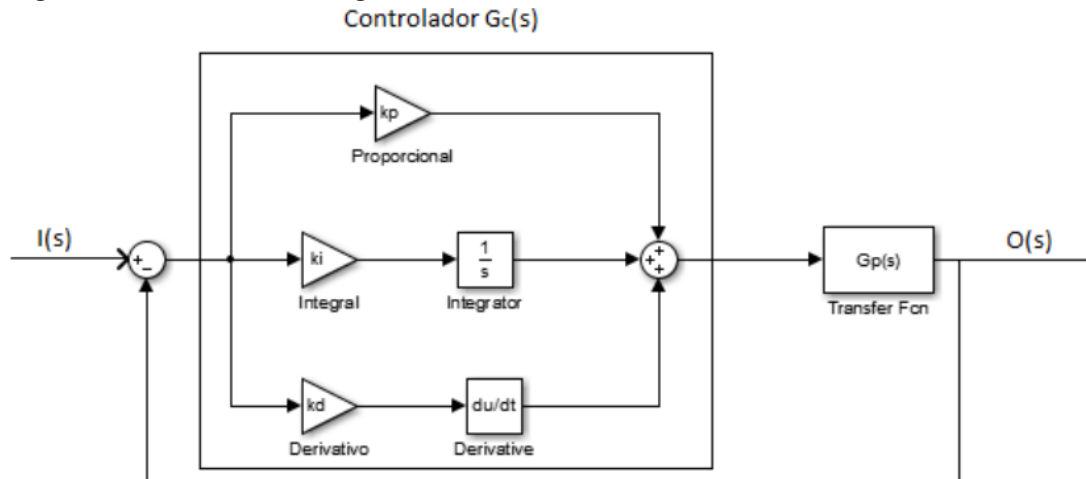 Controlador Gc(s)
kp
Proporcional
I(s)
+
−
ki
Integral
1
s
Integrator
+
+
+
Gp(s)
Transfer Fcn
O(s)
kd
Derivativo
du/dt
Derivative